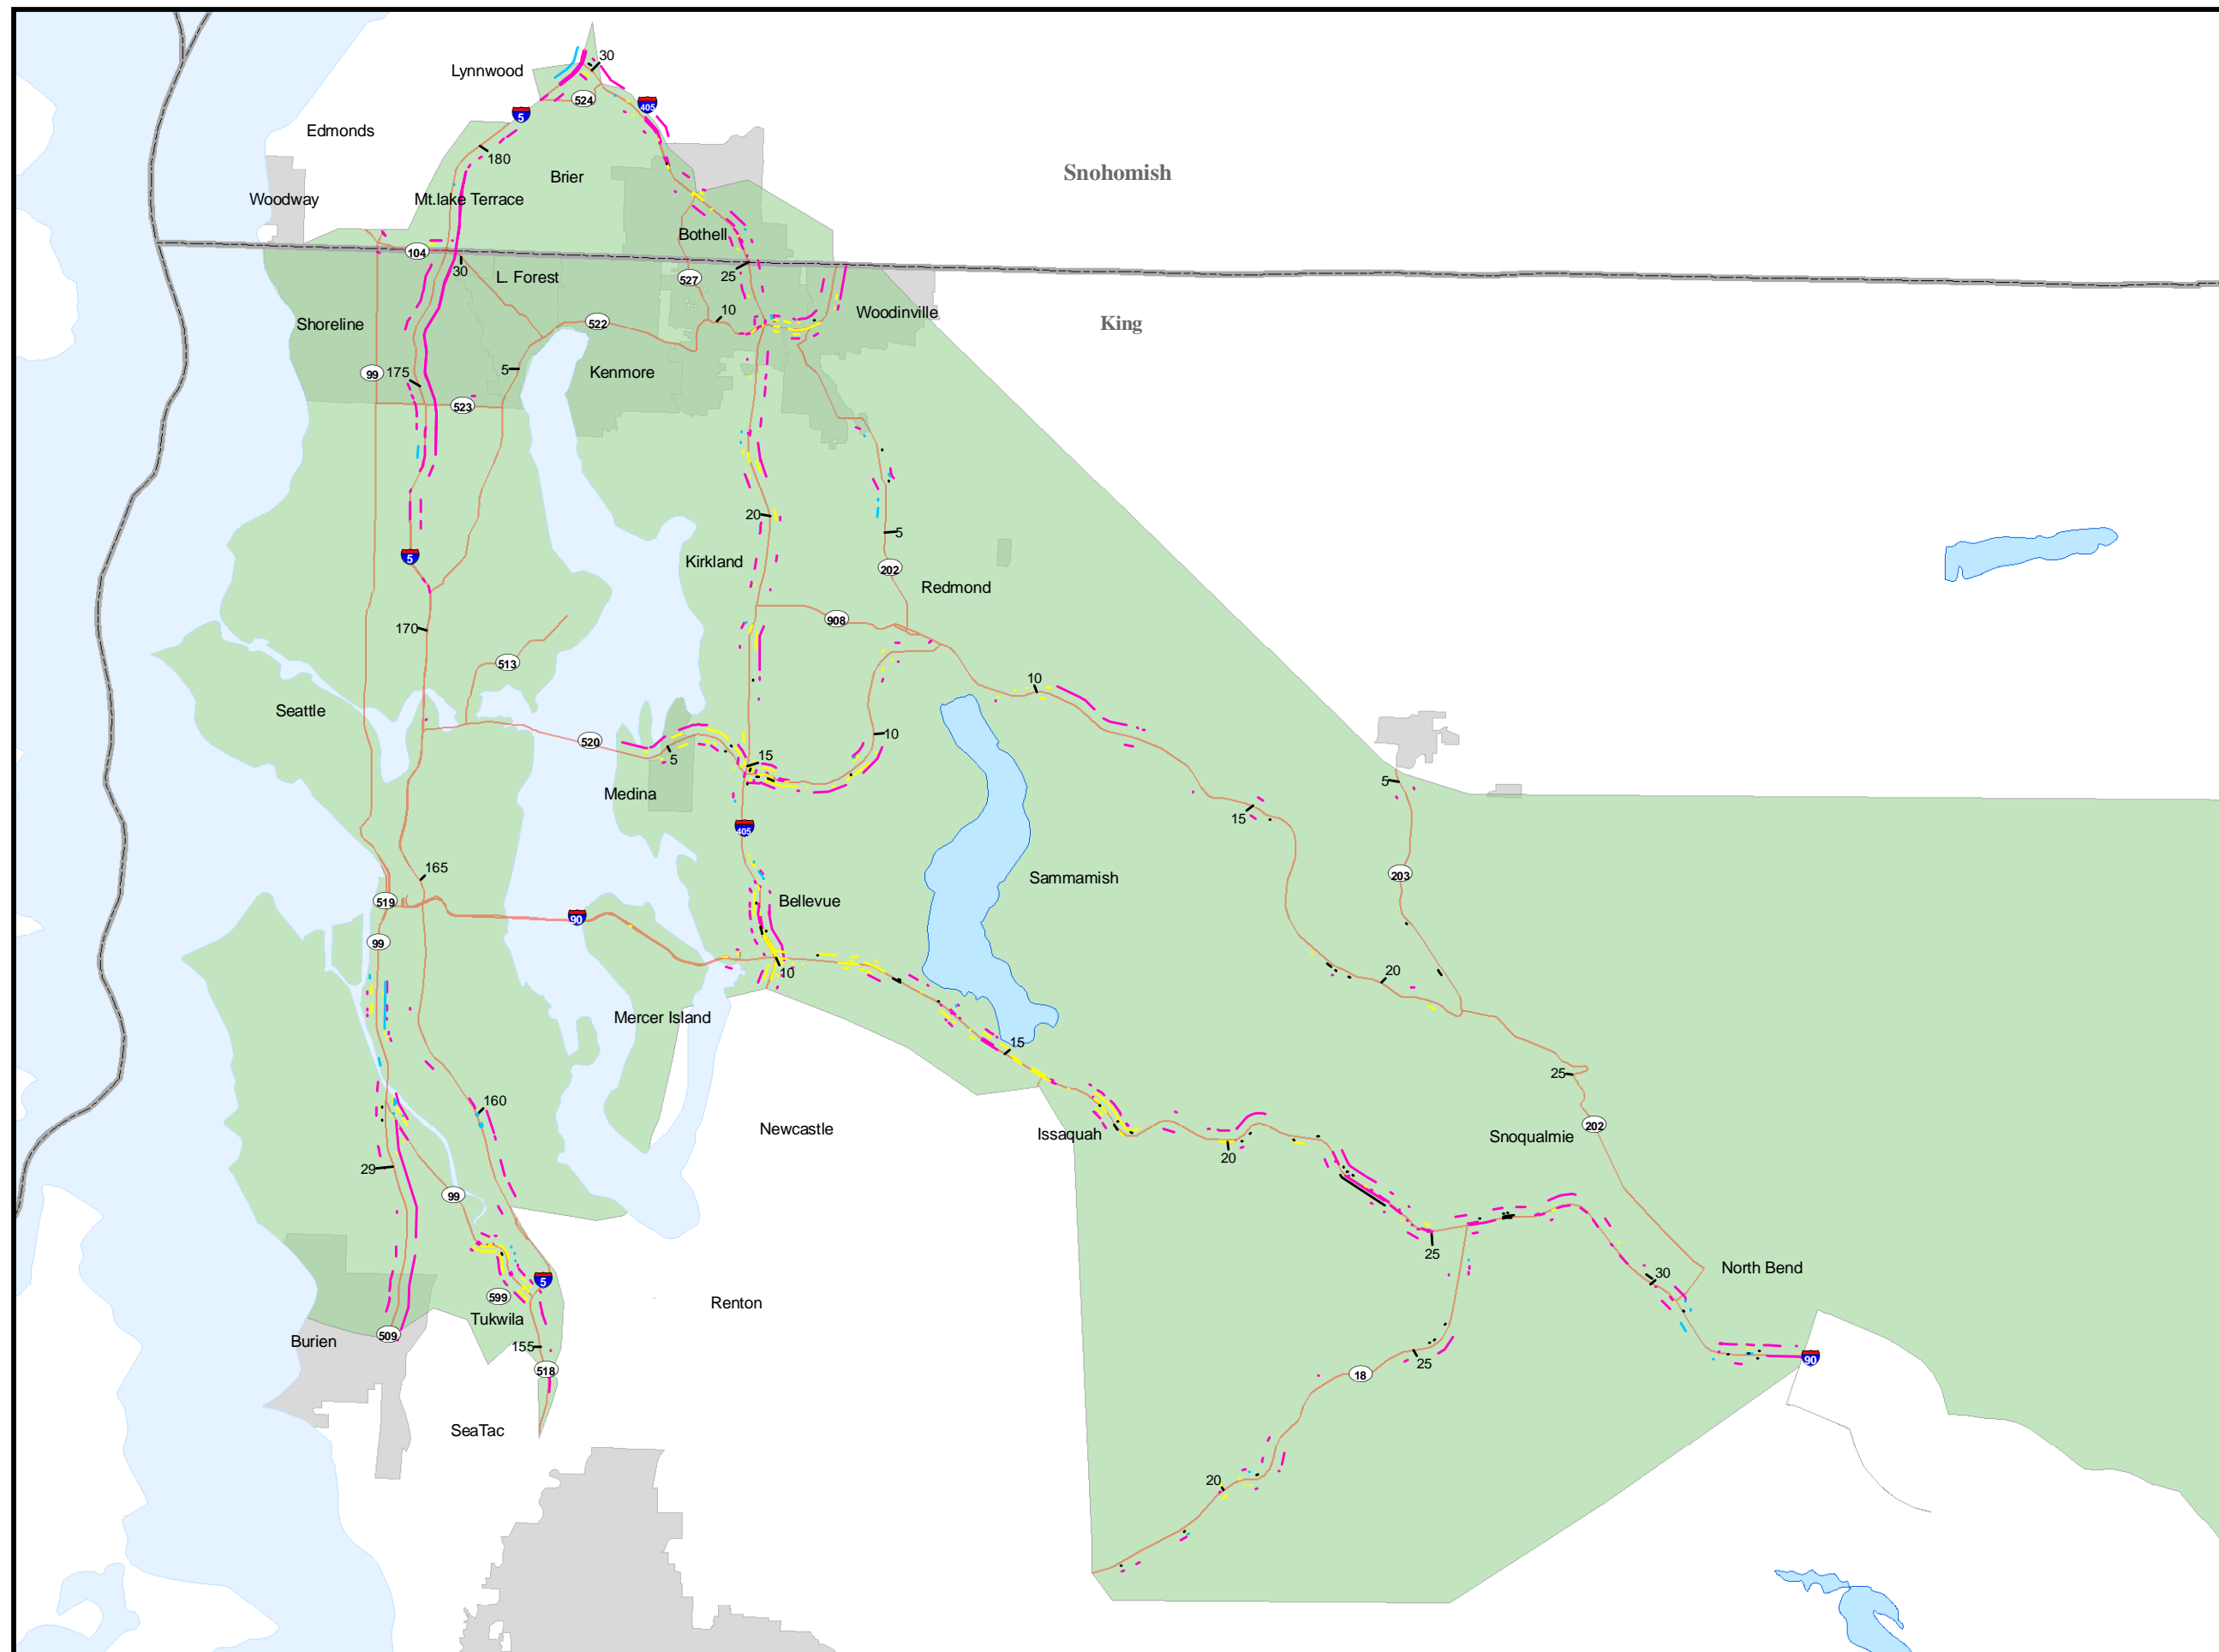 30
Lynnwood
524
405
5
Edmonds
180
Snohomish
Brier
Woodway
Mt.lake Terrace
Bothell
104
30
25
L. Forest
527
10
Woodinville
Shoreline
522
King
99
175
5
Kenmore
523
20
5
5
Kirkland
202
Redmond
908
170
513
10
Seattle
520
10
5
15
5
Medina
15
405
165
203
Sammamish
519
Bellevue
90
99
10
20
Mercer Island
15
25
160
Newcastle
Issaquah
202
Snoqualmie
20
29
99
25
North Bend
30
5
599
Renton
Tukwila
509
Burien
155
90
25
518
18
SeaTac
20